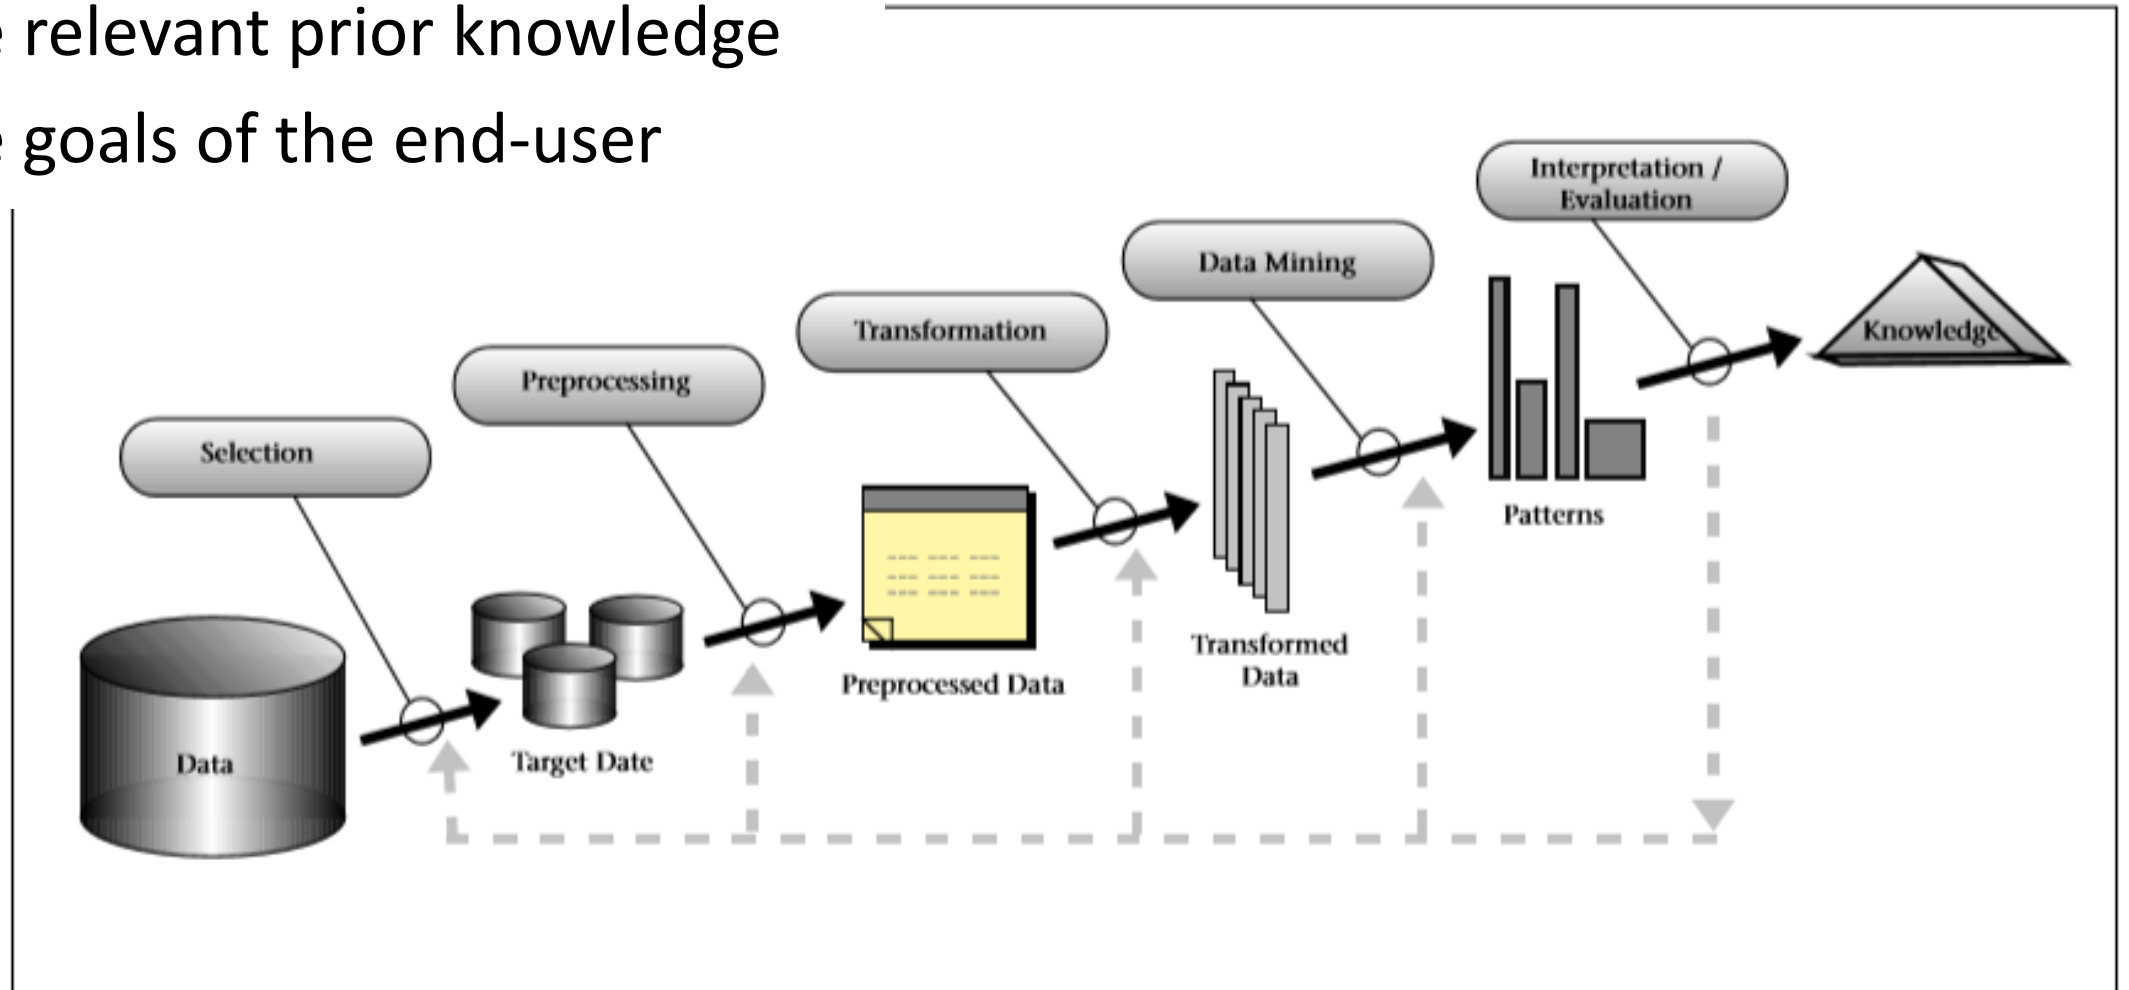 relevant prior knowledge
goals of the end-user
Interpretation /
Evaluation
Data Mining
Transformation
Preprocessing
Selection
Knowledge
Patterns
Transformed
Data
Preprocessed Data
Target Date
Data